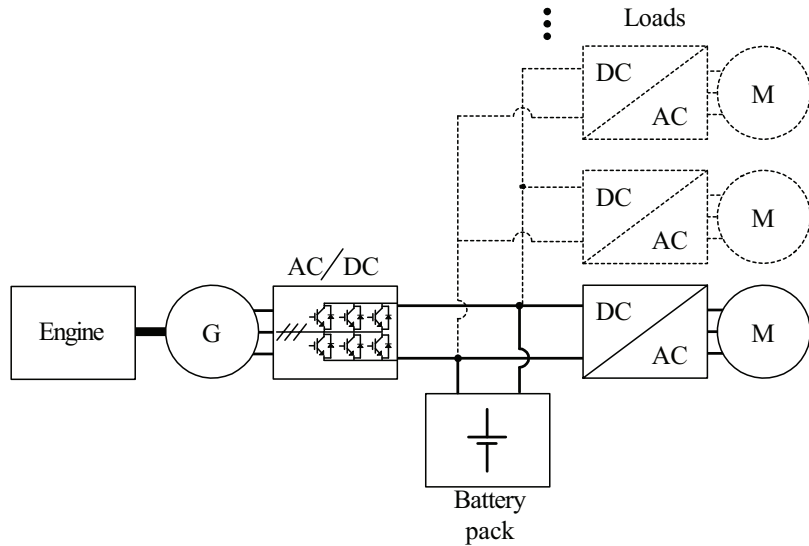 Loads
DC
AC
M
DC
AC
M
AC/DC
Engine
G
DC
AC
M
Battery
pack